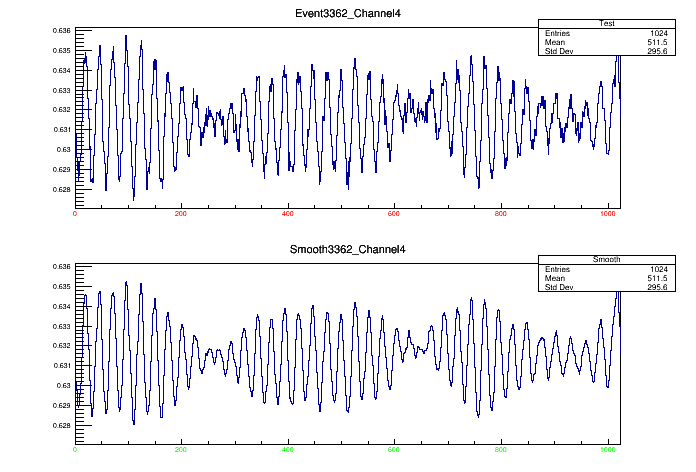 Event3362_Channel4
Test
Entries 1024
Mean 511.5
Std Dev 295.6
0.636
0.635
0.634
0.633
0.632
0.631
0.63
0.629
0.628
0 200 400 600 800 1000
Smooth3362_Channel4
Smooth
Entries 1024
Mean 511.5
Std Dev 295.6
0.636
0.635
0.634
0.633
0.632
0.631
0.63
0.629
0.628
0 200 400 600 800 1000